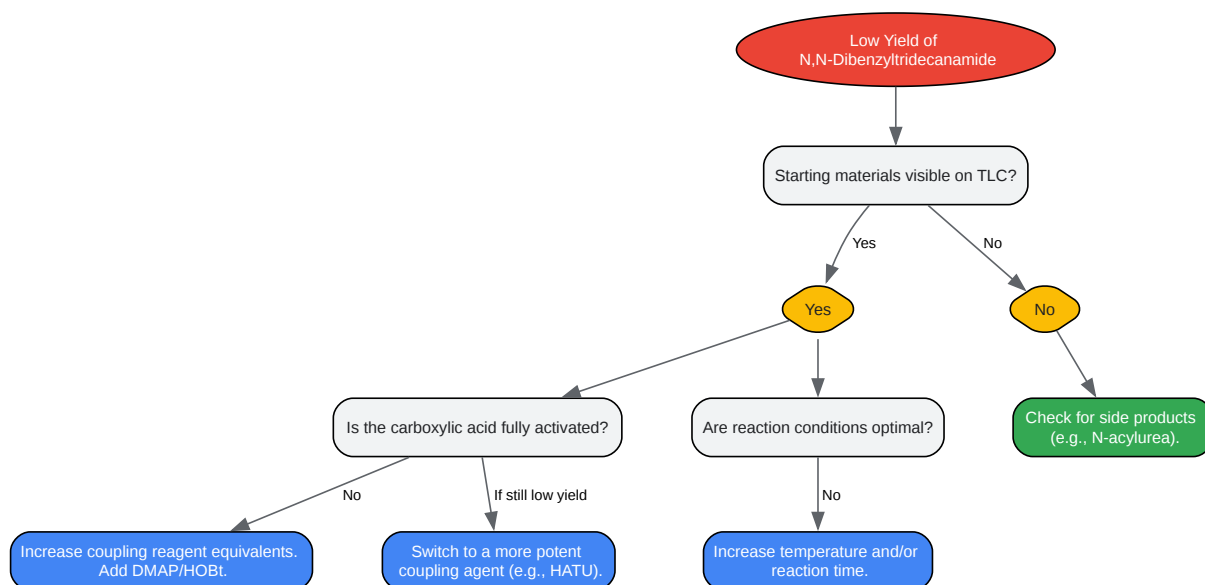 Low Yield of
N,N-Dibenzyltridecanamide
Starting materials visible on TLC?
Yes
No
Yes
No
Is the carboxylic acid fully activated?
Are reaction conditions optimal?
Check for side products
(e.g., N-acylurea).
No
If still low yield
No
Increase coupling reagent equivalents.
Add DMAP/HOBt.
Switch to a more potent
coupling agent (e.g., HATU).
Increase temperature and/or
reaction time.